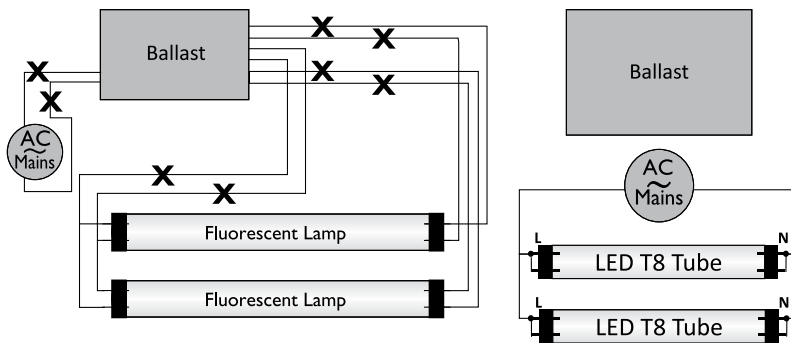 Ballast
X
X
X
X
X
X
AC
~
Mains
X
X
Fluorescent Lamp
Fluorescent Lamp
Ballast
AC
~
Mains
L
N
LED T8 Tube
L
N
LED T8 Tube